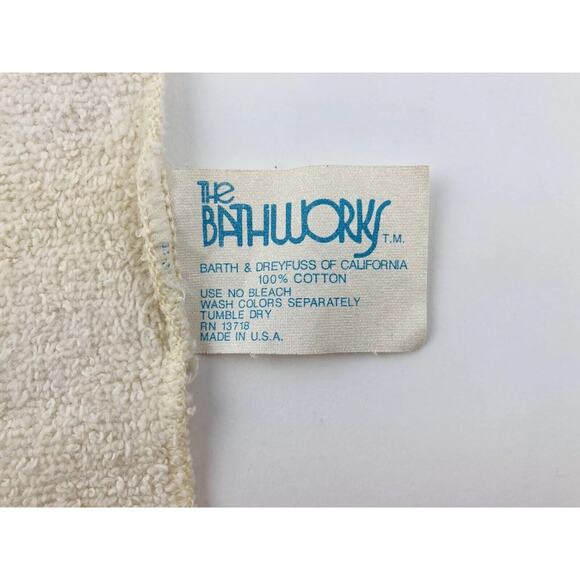 THE
BATHWORKS T.M.
BARTH & DREYFUSS OF CALIFORNIA
100% COTTON
USE NO BLEACH
WASH COLORS SEPARATELY
TUMBLE DRY
RN 13718
MADE IN U.S.A.